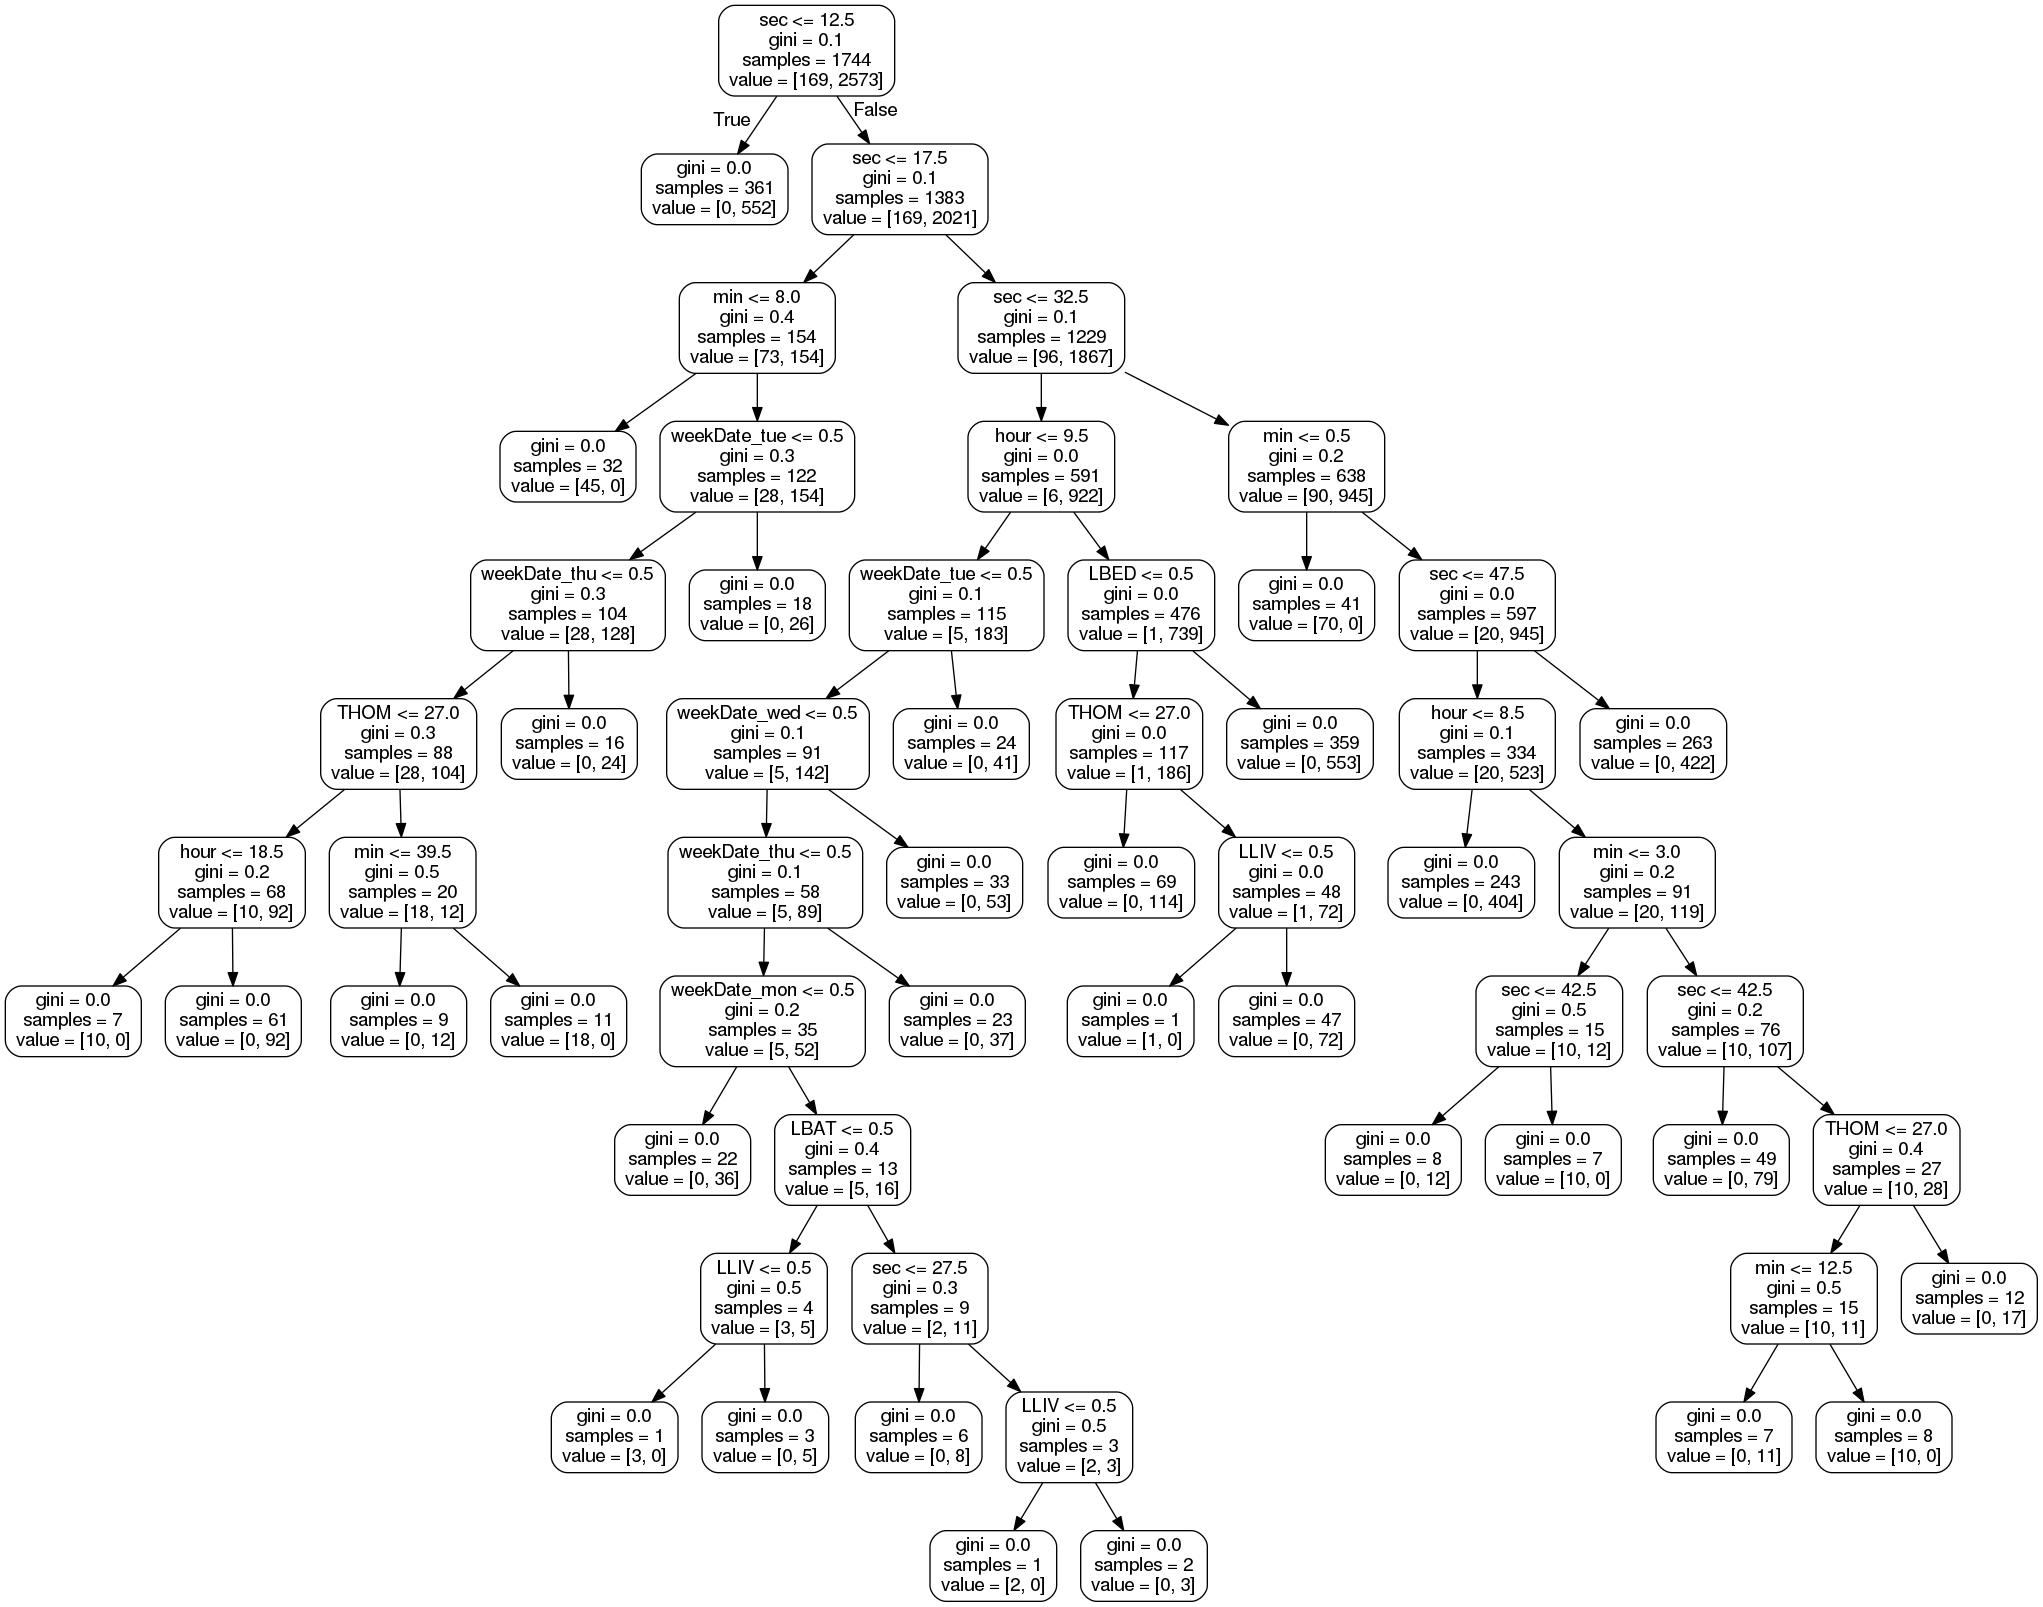 sec <= 12.5
gini = 0.1
samples = 1744
value = [169, 2573]
True
False
gini = 0.0
samples = 361
value = [0, 552]
sec <= 17.5
gini = 0.1
samples = 1383
value = [169, 2021]
min <= 8.0
gini = 0.4
samples = 154
value = [73, 154]
sec <= 32.5
gini = 0.1
samples = 1229
value = [96, 1867]
gini = 0.0
samples = 32
value = [45, 0]
weekDate_tue <= 0.5
gini = 0.3
samples = 122
value = [28, 154]
hour <= 9.5
gini = 0.0
samples = 591
value = [6, 922]
min <= 0.5
gini = 0.2
samples = 638
value = [90, 945]
weekDate_thu <= 0.5
gini = 0.3
samples = 104
value = [28, 128]
gini = 0.0
samples = 18
value = [0, 26]
weekDate_tue <= 0.5
gini = 0.1
samples = 115
value = [5, 183]
LBED <= 0.5
gini = 0.0
samples = 476
value = [1, 739]
gini = 0.0
samples = 41
value = [70, 0]
sec <= 47.5
gini = 0.0
samples = 597
value = [20, 945]
THOM <= 27.0
gini = 0.3
samples = 88
value = [28, 104]
gini = 0.0
samples = 16
value = [0, 24]
weekDate_wed <= 0.5
gini = 0.1
samples = 91
value = [5, 142]
gini = 0.0
samples = 24
value = [0, 41]
THOM <= 27.0
gini = 0.0
samples = 117
value = [1, 186]
gini = 0.0
samples = 359
value = [0, 553]
hour <= 8.5
gini = 0.1
samples = 334
value = [20, 523]
gini = 0.0
samples = 263
value = [0, 422]
hour <= 18.5
gini = 0.2
samples = 68
value = [10, 92]
min <= 39.5
gini = 0.5
samples = 20
value = [18, 12]
weekDate_thu <= 0.5
gini = 0.1
samples = 58
value = [5, 89]
gini = 0.0
samples = 33
value = [0, 53]
gini = 0.0
samples = 69
value = [0, 114]
LLIV <= 0.5
gini = 0.0
samples = 48
value = [1, 72]
gini = 0.0
samples = 243
value = [0, 404]
min <= 3.0
gini = 0.2
samples = 91
value = [20, 119]
gini = 0.0
samples = 7
value = [10, 0]
gini = 0.0
samples = 61
value = [0, 92]
gini = 0.0
samples = 9
value = [0, 12]
gini = 0.0
samples = 11
value = [18, 0]
weekDate_mon <= 0.5
gini = 0.2
samples = 35
value = [5, 52]
gini = 0.0
samples = 23
value = [0, 37]
gini = 0.0
samples = 1
value = [1, 0]
gini = 0.0
samples = 47
value = [0, 72]
sec <= 42.5
gini = 0.5
samples = 15
value = [10, 12]
sec <= 42.5
gini = 0.2
samples = 76
value = [10, 107]
gini = 0.0
samples = 22
value = [0, 36]
LBAT <= 0.5
gini = 0.4
samples = 13
value = [5, 16]
gini = 0.0
samples = 8
value = [0, 12]
gini = 0.0
samples = 7
value = [10, 0]
gini = 0.0
samples = 49
value = [0, 79]
THOM <= 27.0
gini = 0.4
samples = 27
value = [10, 28]
LLIV <= 0.5
gini = 0.5
samples = 4
value = [3, 5]
sec <= 27.5
gini = 0.3
samples = 9
value = [2, 11]
min <= 12.5
gini = 0.5
samples = 15
value = [10, 11]
gini = 0.0
samples = 12
value = [0, 17]
gini = 0.0
samples = 1
value = [3, 0]
gini = 0.0
samples = 3
value = [0, 5]
gini = 0.0
samples = 6
value = [0, 8]
LLIV <= 0.5
gini = 0.5
samples = 3
value = [2, 3]
gini = 0.0
samples = 7
value = [0, 11]
gini = 0.0
samples = 8
value = [10, 0]
gini = 0.0
samples = 1
value = [2, 0]
gini = 0.0
samples = 2
value = [0, 3]